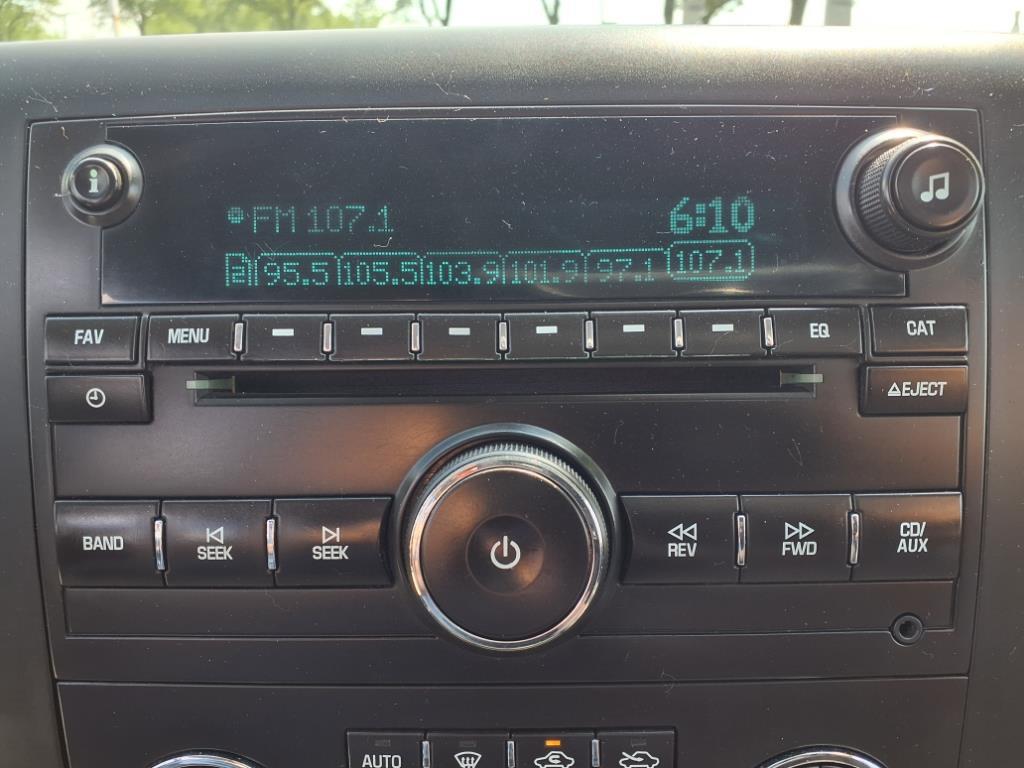 i
FM 107.1 6:10
B 95.5 105.5 103.9 101.9 97.1 107.1
FAV MENU EQ CAT
EJECT
BAND SEEK SEEK REV FWD CD/
AUX
AUTO